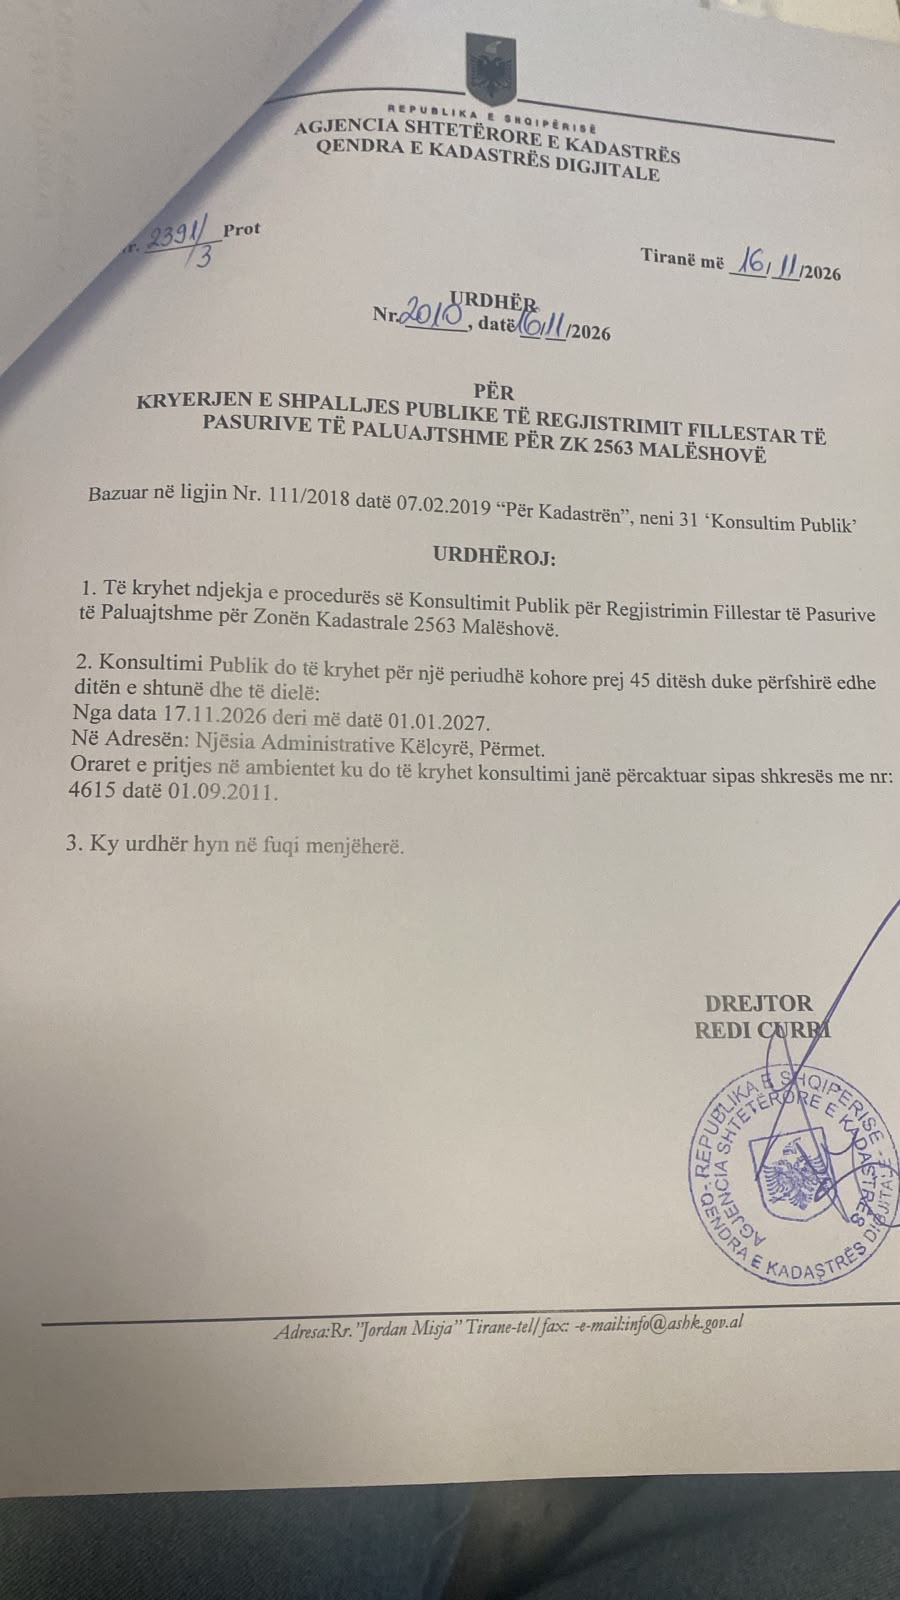 REPUBLIKA E SHQIPËRISË
AGJENCIA SHTETËRORE E KADASTRËS
QENDRA E KADASTRËS DIGJITALE
r. 2391/3 Prot
Tiranë më 16/11/2026
URDHËR
Nr. 2010, datë 16/11/2026
PËR
KRYERJEN E SHPALLJES PUBLIKE TË REGJISTRIMIT FILLESTAR TË
PASURIVE TË PALUAJTSHME PËR ZK 2563 MALËSHOVË
Bazuar në ligjin Nr. 111/2018 datë 07.02.2019 “Për Kadastrën”, neni 31 ‘Konsultim Publik’
URDHËROJ:
1. Të kryhet ndjekja e procedurës së Konsultimit Publik për Regjistrimin Fillestar të Pasurive
të Paluajtshme për Zonën Kadastrale 2563 Malëshovë.
2. Konsultimi Publik do të kryhet për një periudhë kohore prej 45 ditësh duke përfshirë edhe
ditën e shtunë dhe të dielë:
Nga data 17.11.2026 deri më datë 01.01.2027.
Në Adresën: Njësia Administrative Këlcyrë, Përmet.
Oraret e pritjes në ambientet ku do të kryhet konsultimi janë përcaktuar sipas shkresës me nr:
4615 datë 01.09.2011.
3. Ky urdhër hyn në fuqi menjëherë.
DREJTOR
REDI CURRI
REPUBLIKA E SHQIPERISE
AGJENCIA SHTETËRORE E KADASTRËS
QENDRA E KADASTRËS DIGJITALE
Adresa:Rr. ”Jordan Misja” Tirane-tel/fax: -e-mail:info@ashk.gov.al